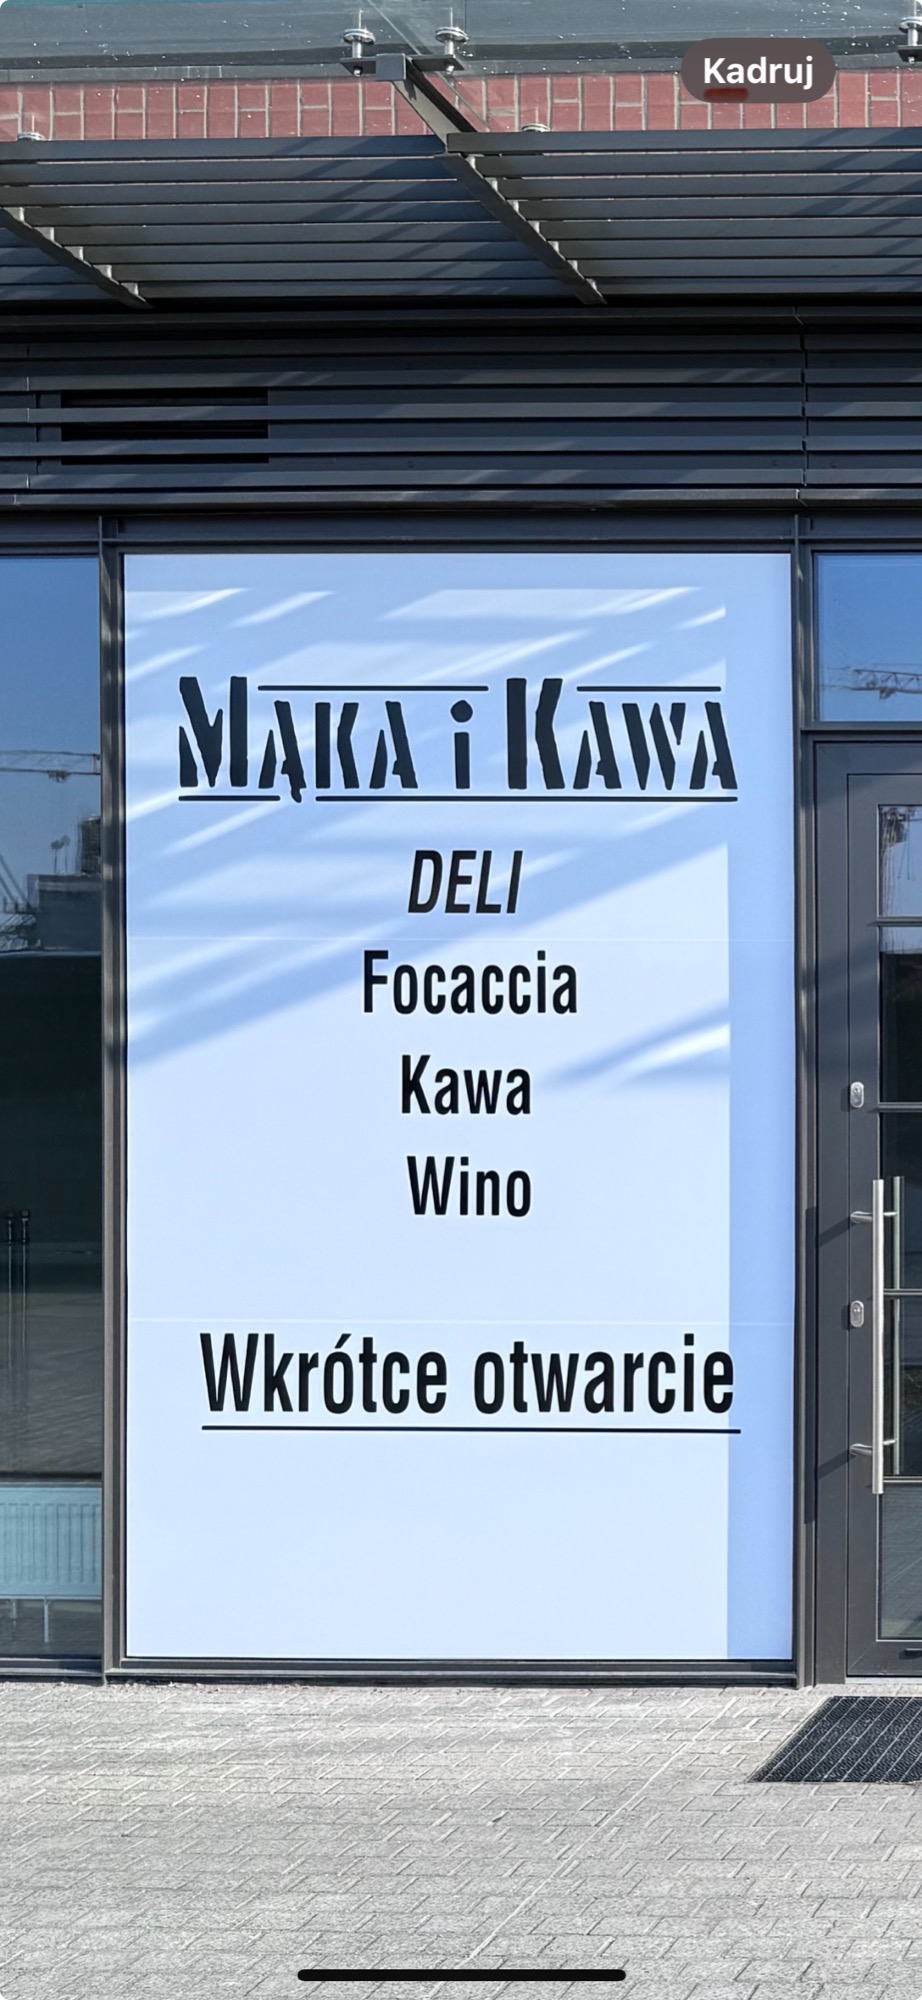 Kadruj
MĄKA i KAWA
DELI
Focaccia
Kawa
Wino
Wkrótce otwarcie